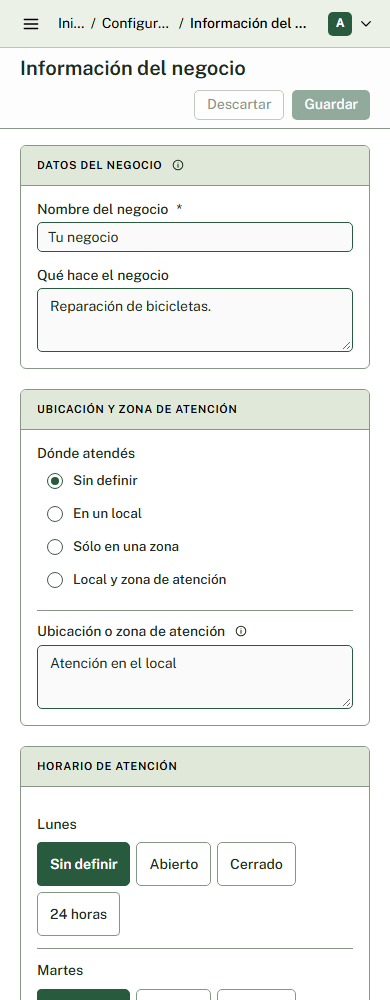 Ini... / Configur... / Información del ... A
Información del negocio
Descartar Guardar
DATOS DEL NEGOCIO
Nombre del negocio *
Tu negocio
Qué hace el negocio
Reparación de bicicletas.
UBICACIÓN Y ZONA DE ATENCIÓN
Dónde atendés
Sin definir
En un local
Sólo en una zona
Local y zona de atención
Ubicación o zona de atención
Atención en el local
HORARIO DE ATENCIÓN
Lunes
Sin definir Abierto Cerrado
24 horas
Martes